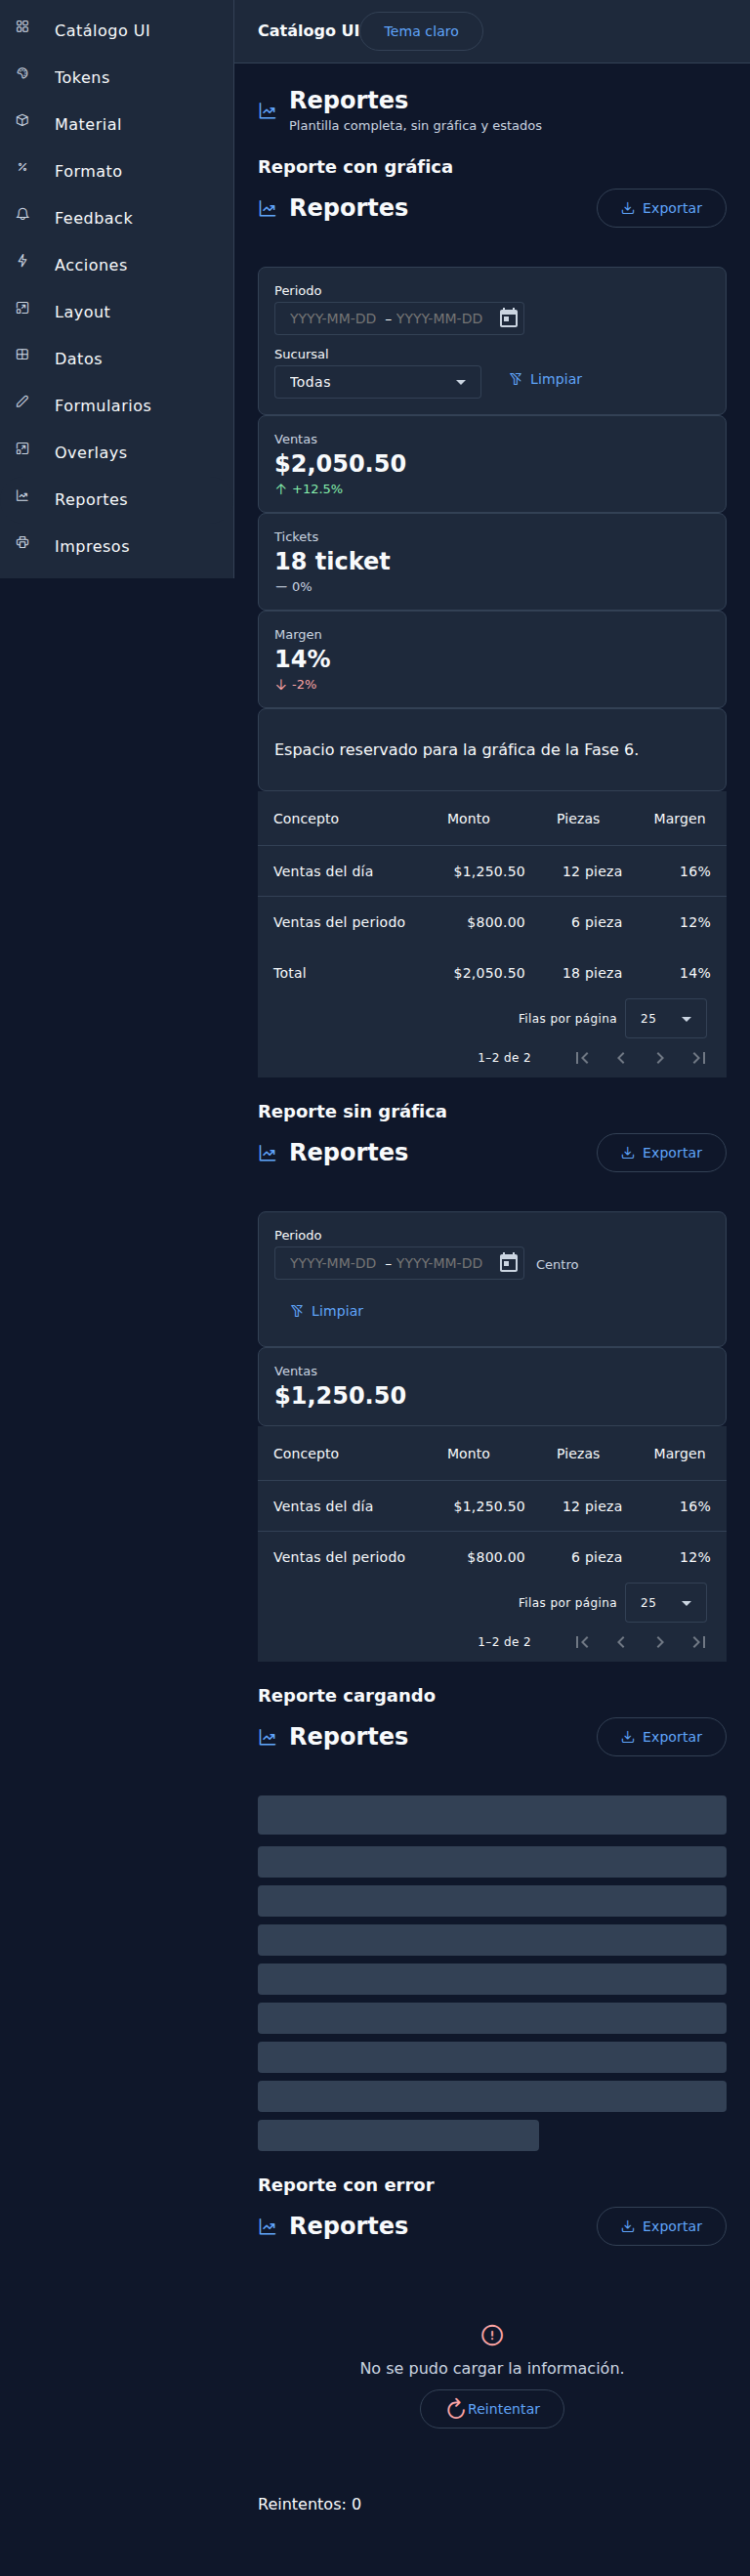 Catálogo UI
Tokens
Material
Formato
Feedback
Acciones
Layout
Datos
Formularios
Overlays
Reportes
Impresos
Catálogo UI
Tema claro
Reportes
Plantilla completa, sin gráfica y estados
Reporte con gráfica
Reportes
Exportar
Periodo
YYYY-MM-DD – YYYY-MM-DD
Sucursal
Todas
Limpiar
Ventas
$2,050.50
+12.5%
Tickets
18 ticket
0%
Margen
14%
-2%
Espacio reservado para la gráfica de la Fase 6.
Concepto Monto Piezas Margen
Ventas del día $1,250.50 12 pieza 16%
Ventas del periodo $800.00 6 pieza 12%
Total $2,050.50 18 pieza 14%
Filas por página 25
1–2 de 2
Reporte sin gráfica
Reportes
Exportar
Periodo
YYYY-MM-DD – YYYY-MM-DD
Centro
Limpiar
Ventas
$1,250.50
Concepto Monto Piezas Margen
Ventas del día $1,250.50 12 pieza 16%
Ventas del periodo $800.00 6 pieza 12%
Filas por página 25
1–2 de 2
Reporte cargando
Reportes
Exportar
Reporte con error
Reportes
Exportar
No se pudo cargar la información.
Reintentar
Reintentos: 0